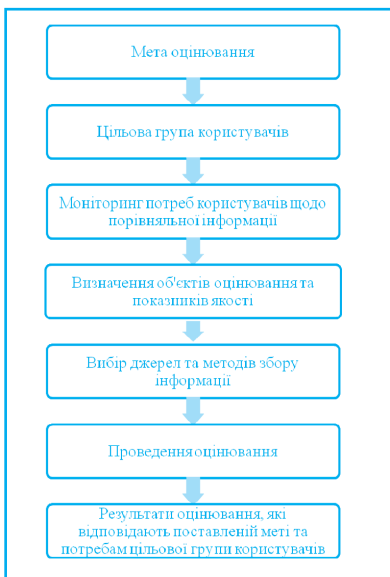 Мета оцінювання
Цільова група користувачів
Моніторинг потреб користувачів щодо
порівняльної інформації
Визначення об'єктів оцінювання та
показників якості
Вибір джерел та методів збору
інформації
Проведення оцінювання
Результати оцінювання, які
відповідають поставленій меті та
потребам цільової групи користувачів